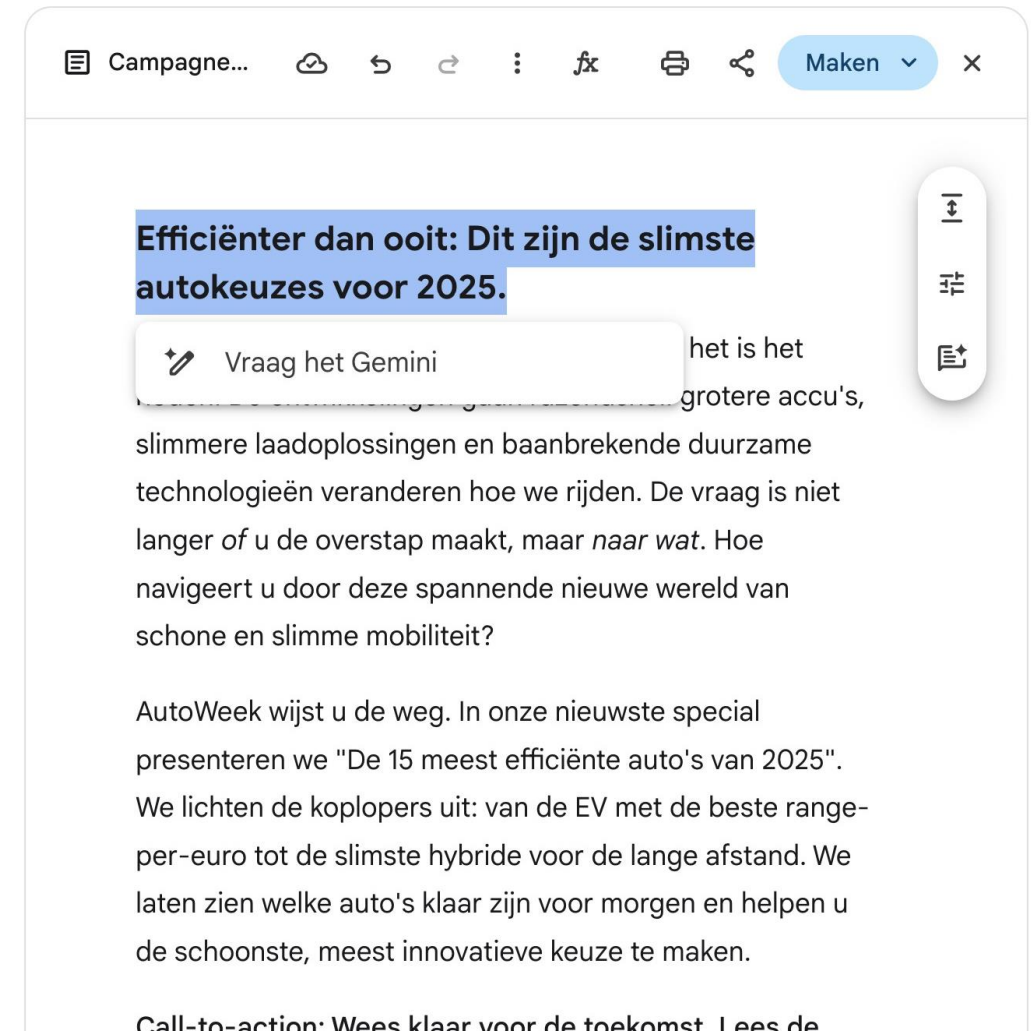 Campagne...
fx
Maken
Efficiënter dan ooit: Dit zijn de slimste
autokeuzes voor 2025.
Vraag het Gemini
het is het
grotere accu's,
slimmere laadoplossingen en baanbrekende duurzame
technologieën veranderen hoe we rijden. De vraag is niet
langer of u de overstap maakt, maar naar wat. Hoe
navigeert u door deze spannende nieuwe wereld van
schone en slimme mobiliteit?
AutoWeek wijst u de weg. In onze nieuwste special
presenteren we "De 15 meest efficiënte auto's van 2025".
We lichten de koplopers uit: van de EV met de beste range-
per-euro tot de slimste hybride voor de lange afstand. We
laten zien welke auto's klaar zijn voor morgen en helpen u
de schoonste, meest innovatieve keuze te maken.
Call-to-action: Wees klaar voor de toekomst. Lees de